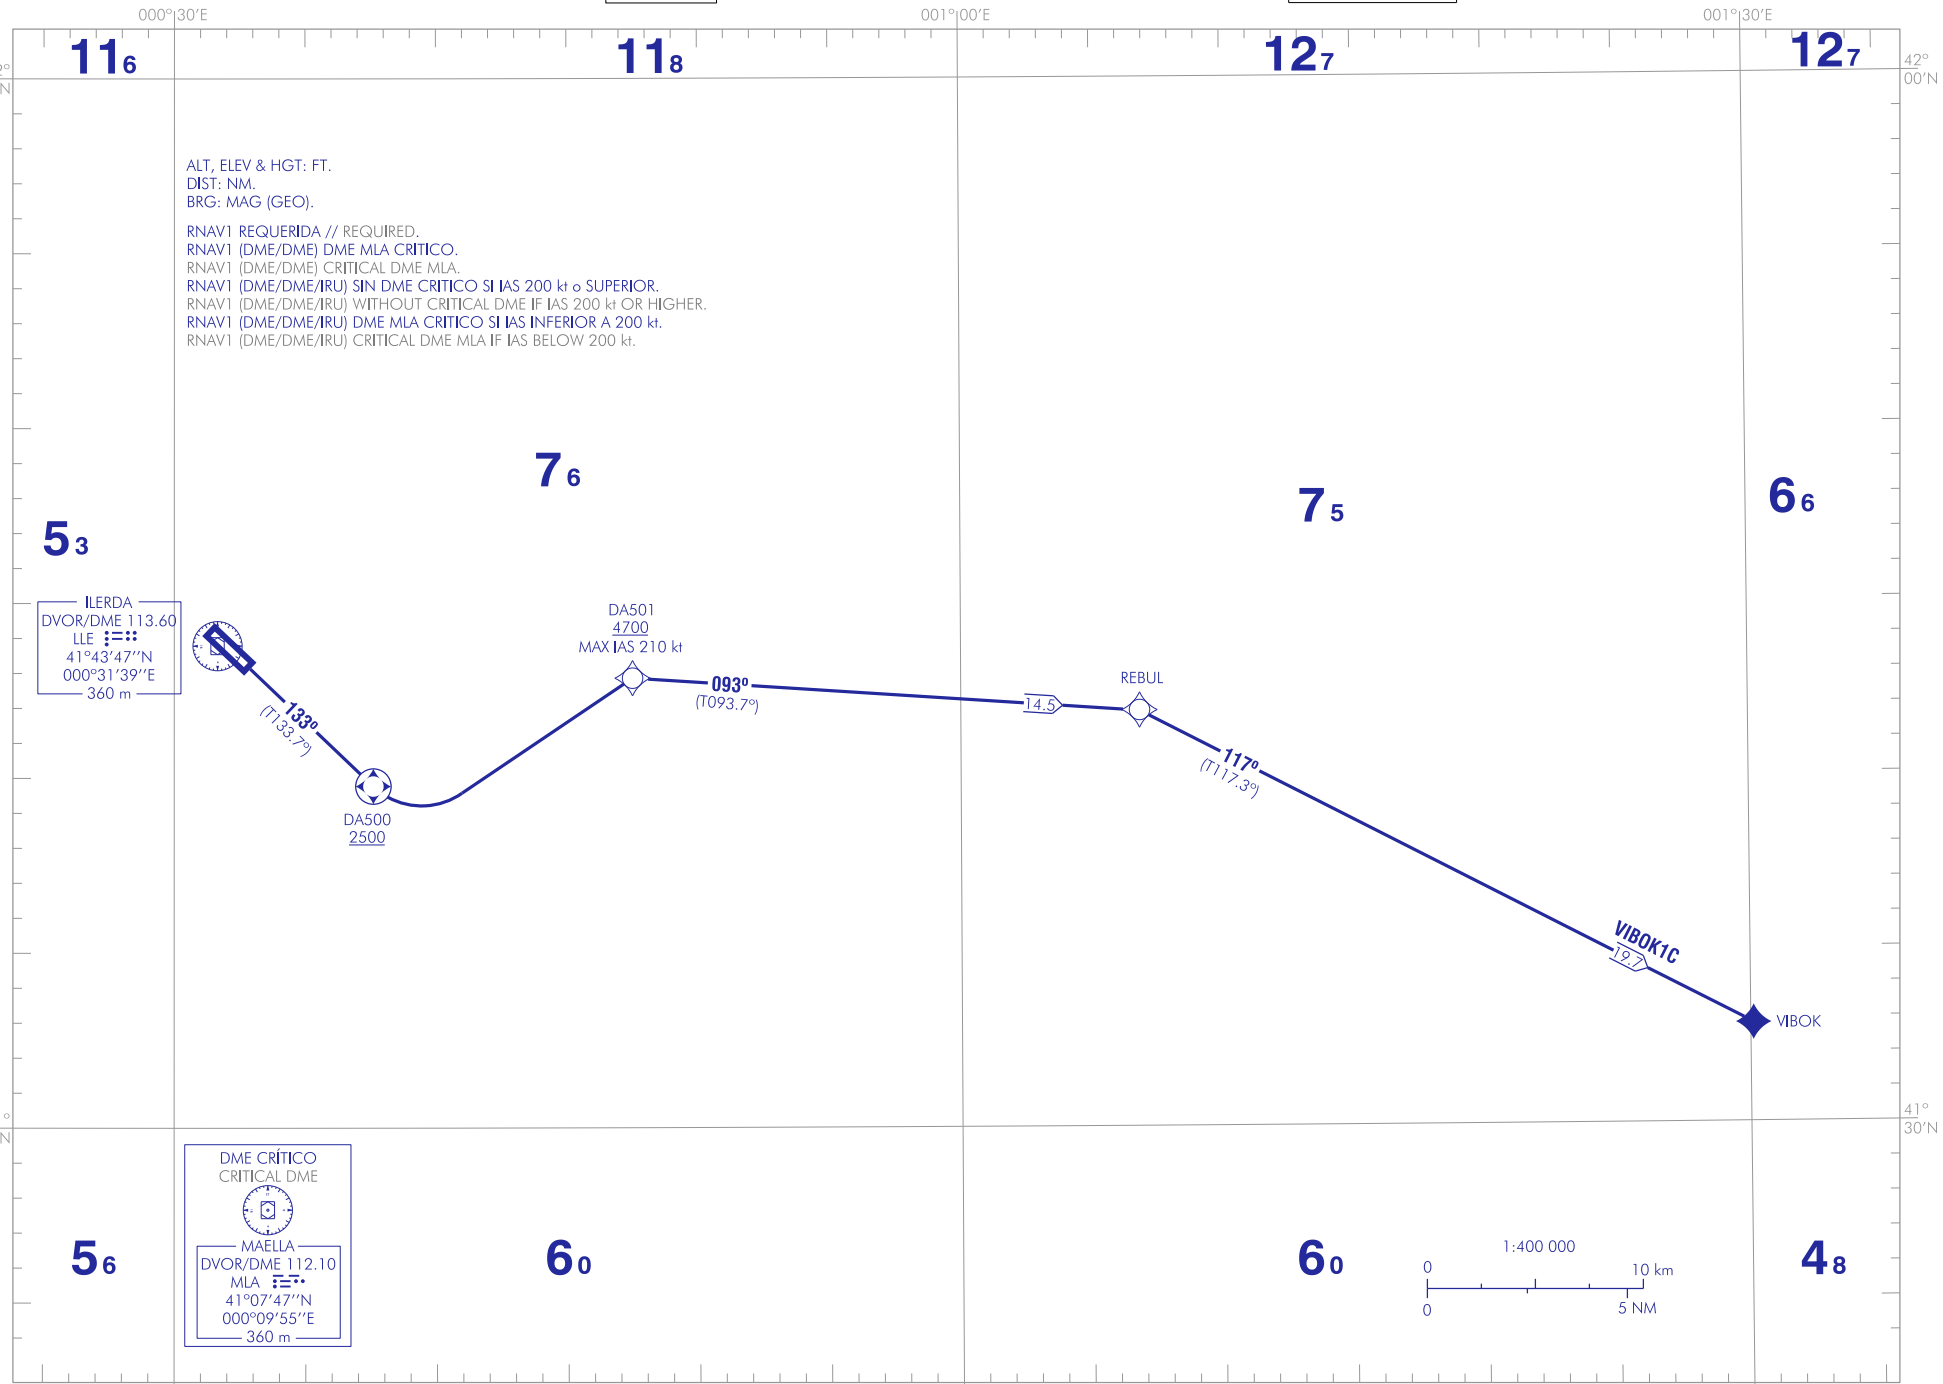 000°30'E
001°00'E
001°30'E
11 6
11 8
12 7
12 7
42°
00'N
N
ALT, ELEV & HGT: FT.
DIST: NM.
BRG: MAG (GEO).
RNAV1 REQUERIDA // REQUIRED.
RNAV1 (DME/DME) DME MLA CRITICO.
RNAV1 (DME/DME) CRITICAL DME MLA.
RNAV1 (DME/DME/IRU) SIN DME CRITICO SI IAS 200 kt o SUPERIOR.
RNAV1 (DME/DME/IRU) WITHOUT CRITICAL DME IF IAS 200 kt OR HIGHER.
RNAV1 (DME/DME/IRU) DME MLA CRITICO SI IAS INFERIOR A 200 kt.
RNAV1 (DME/DME/IRU) CRITICAL DME MLA IF IAS BELOW 200 kt.
7 6
7 5
6 6
5 3
ILERDA
DVOR/DME 113.60
LLE
41°43'47''N
000°31'39''E
360 m
DA501
4700
MAX IAS 210 kt
093º
(T093.7º)
14.5
REBUL
133º
(T133.7º)
DA500
2500
117º
(T117.3º)
VIBOK1C
19.7
VIBOK
41°
30'N
N
DME CRÍTICO
CRITICAL DME
MAELLA
DVOR/DME 112.10
MLA
41°07'47''N
000°09'55''E
360 m
5 6
6 0
6 0
4 8
1:400 000
0
10 km
0
5 NM